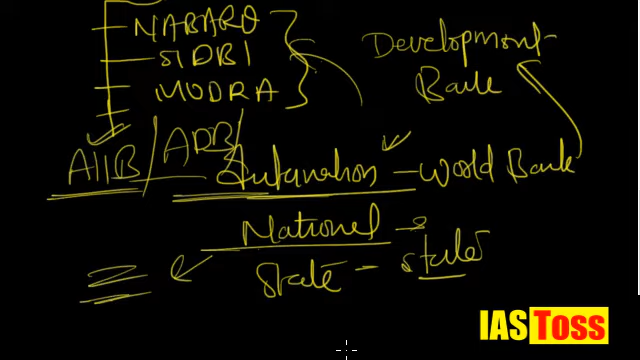 NABARD
SIDBI
MUDRA
Development
Bank
AIIB / ADB /
International - World Bank
National -
State - states
IASToss